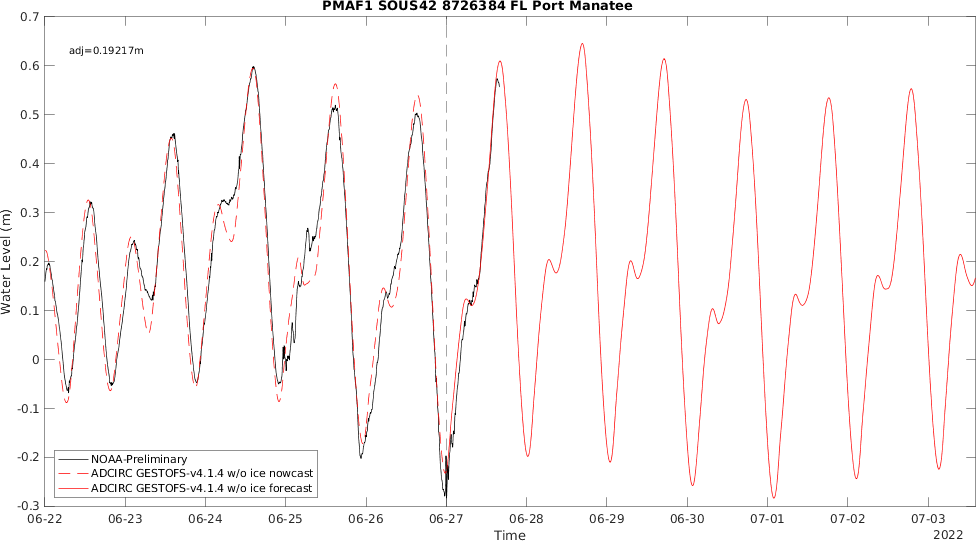 PMAF1 SOUS42 8726384 FL Port Manatee
adj=0.19217m
Water Level (m)
0.7
0.6
0.5
0.4
0.3
0.2
0.1
0
-0.1
-0.2
-0.3
NOAA-Preliminary
ADCIRC GESTOFS-v4.1.4 w/o ice nowcast
ADCIRC GESTOFS-v4.1.4 w/o ice forecast
06-22 06-23 06-24 06-25 06-26 06-27 06-28 06-29 06-30 07-01 07-02 07-03
Time
2022